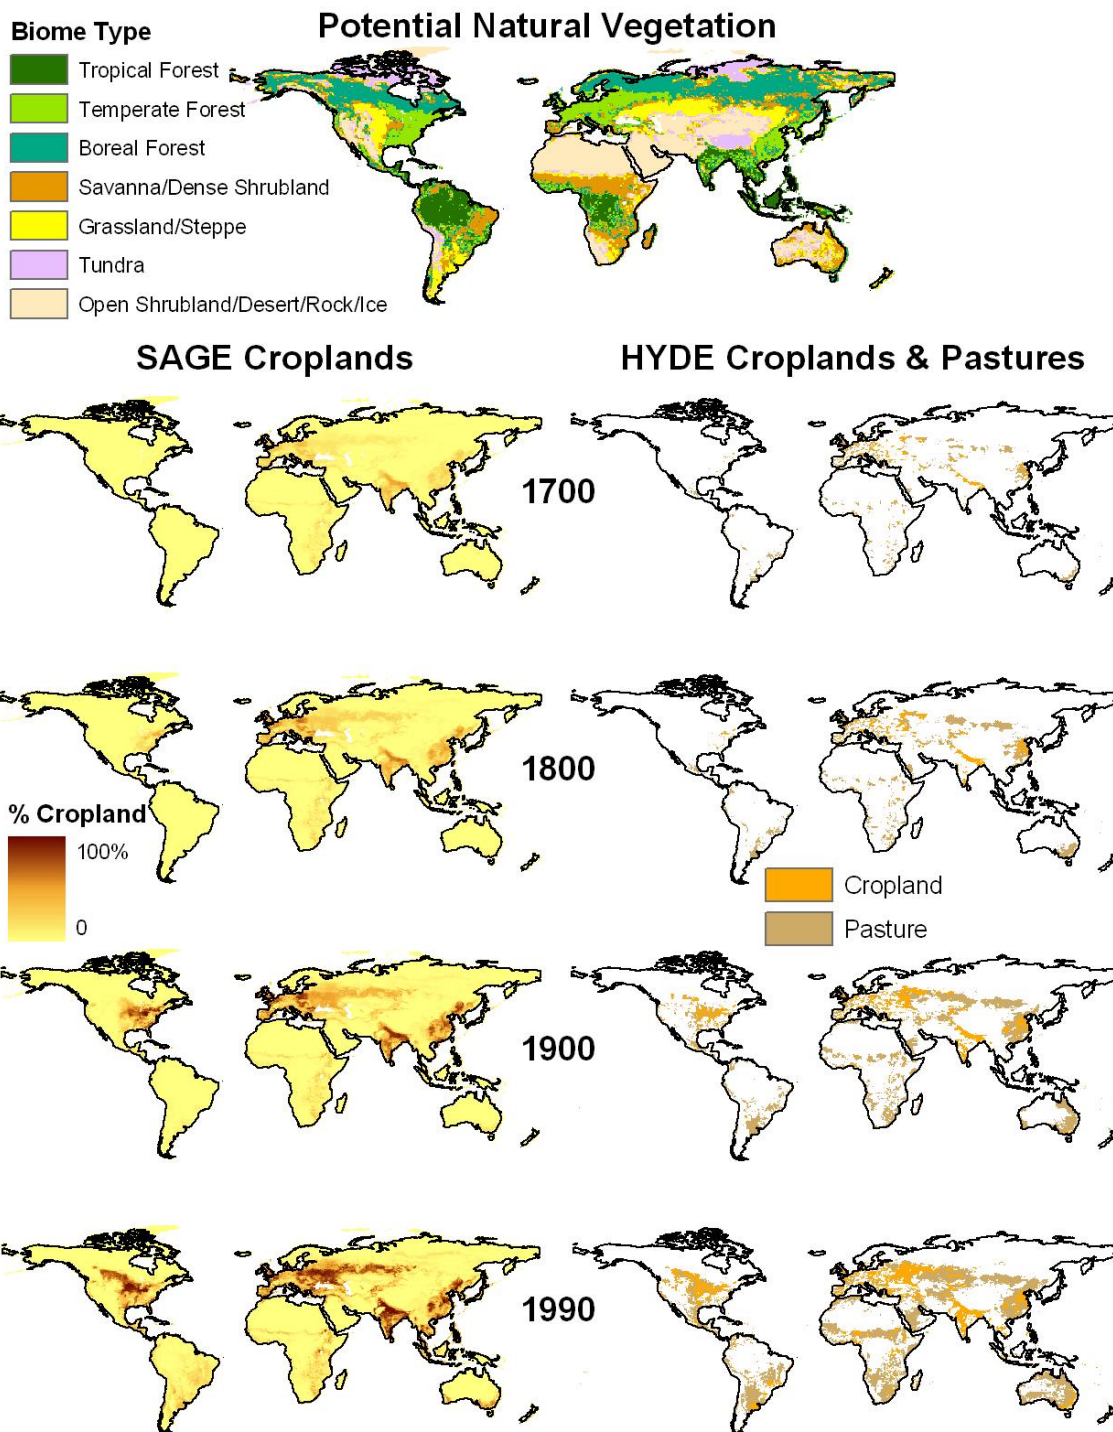 Potential Natural Vegetation
Biome Type
Tropical Forest
Temperate Forest
Boreal Forest
Savanna/Dense Shrubland
Grassland/Steppe
Tundra
Open Shrubland/Desert/Rock/Ice
SAGE Croplands
HYDE Croplands & Pastures
1700
1800
% Cropland
100%
0
Cropland
Pasture
1900
1990